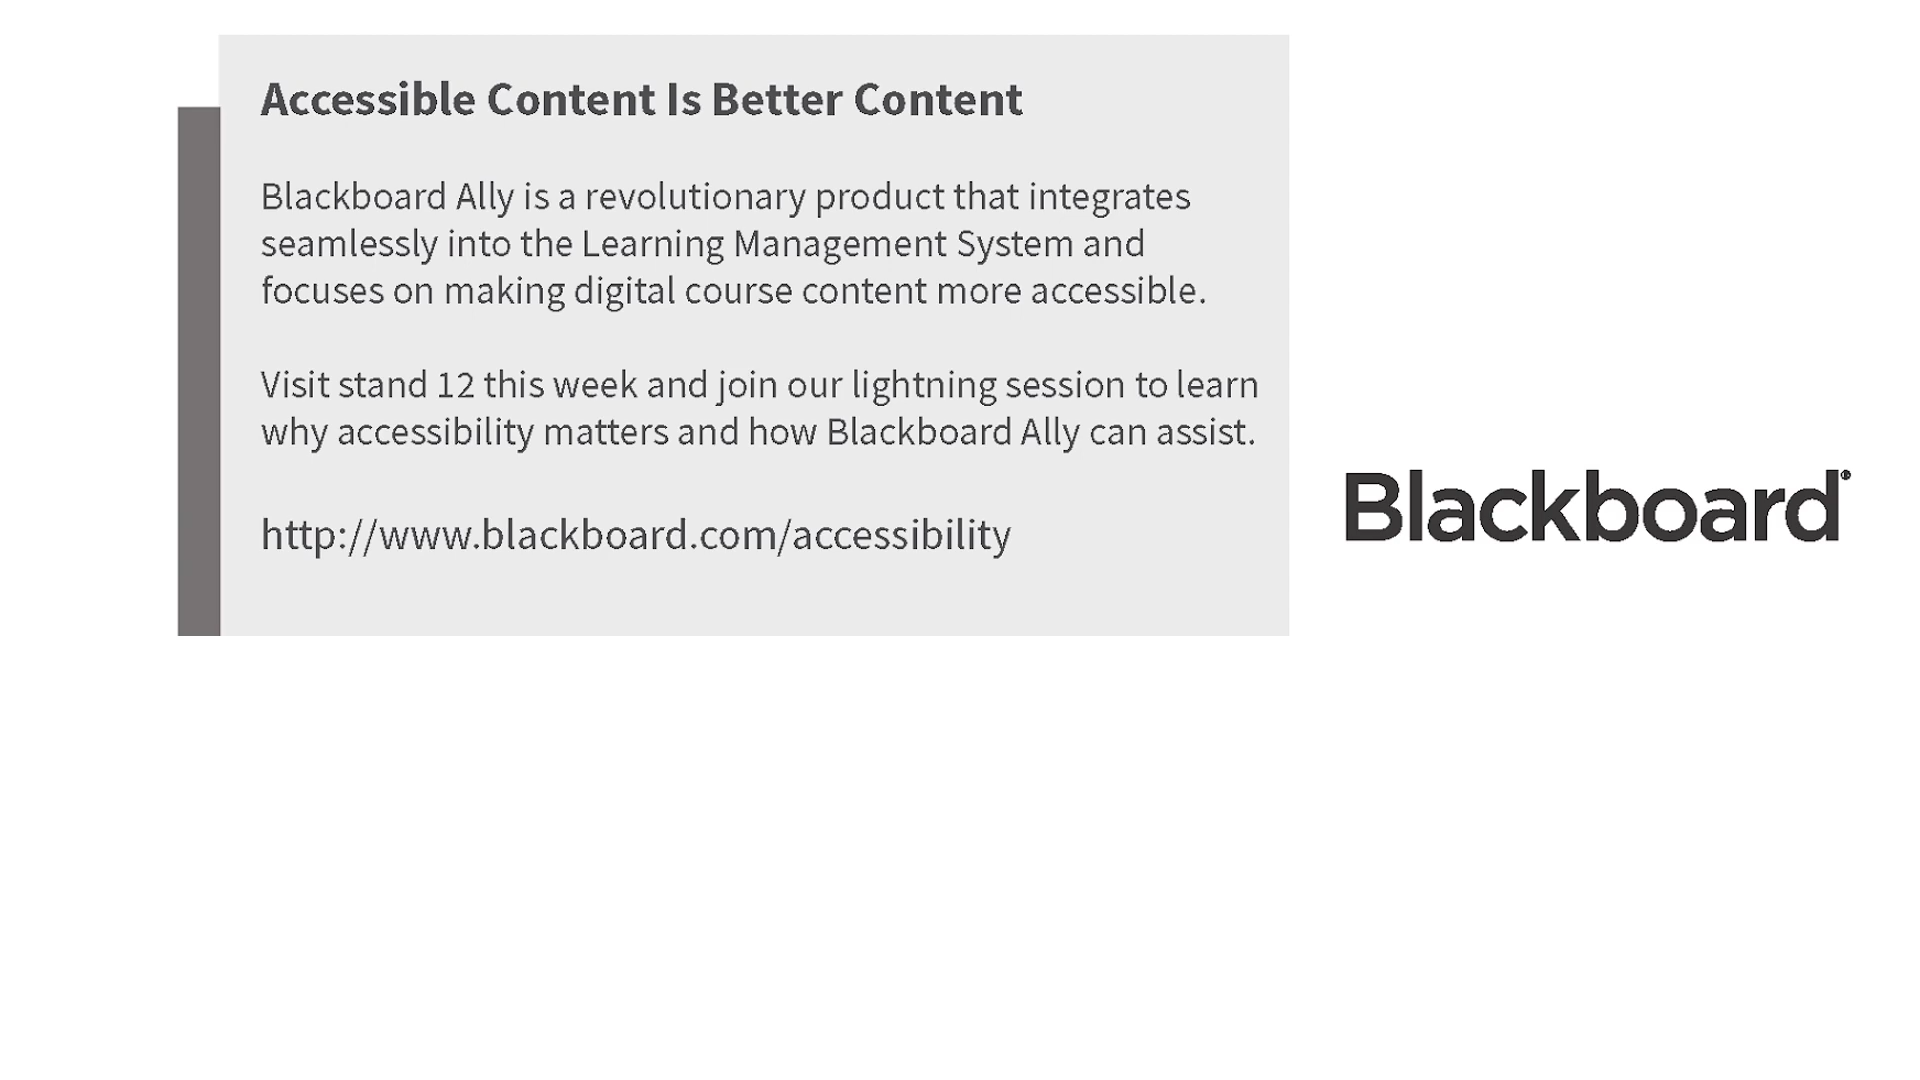 Accessible Content Is Better Content
Blackboard Ally is a revolutionary product that integrates
seamlessly into the Learning Management System and
focuses on making digital course content more accessible.
Visit stand 12 this week and join our lightning session to learn
why accessibility matters and how Blackboard Ally can assist.
http://www.blackboard.com/accessibility
Blackboard®